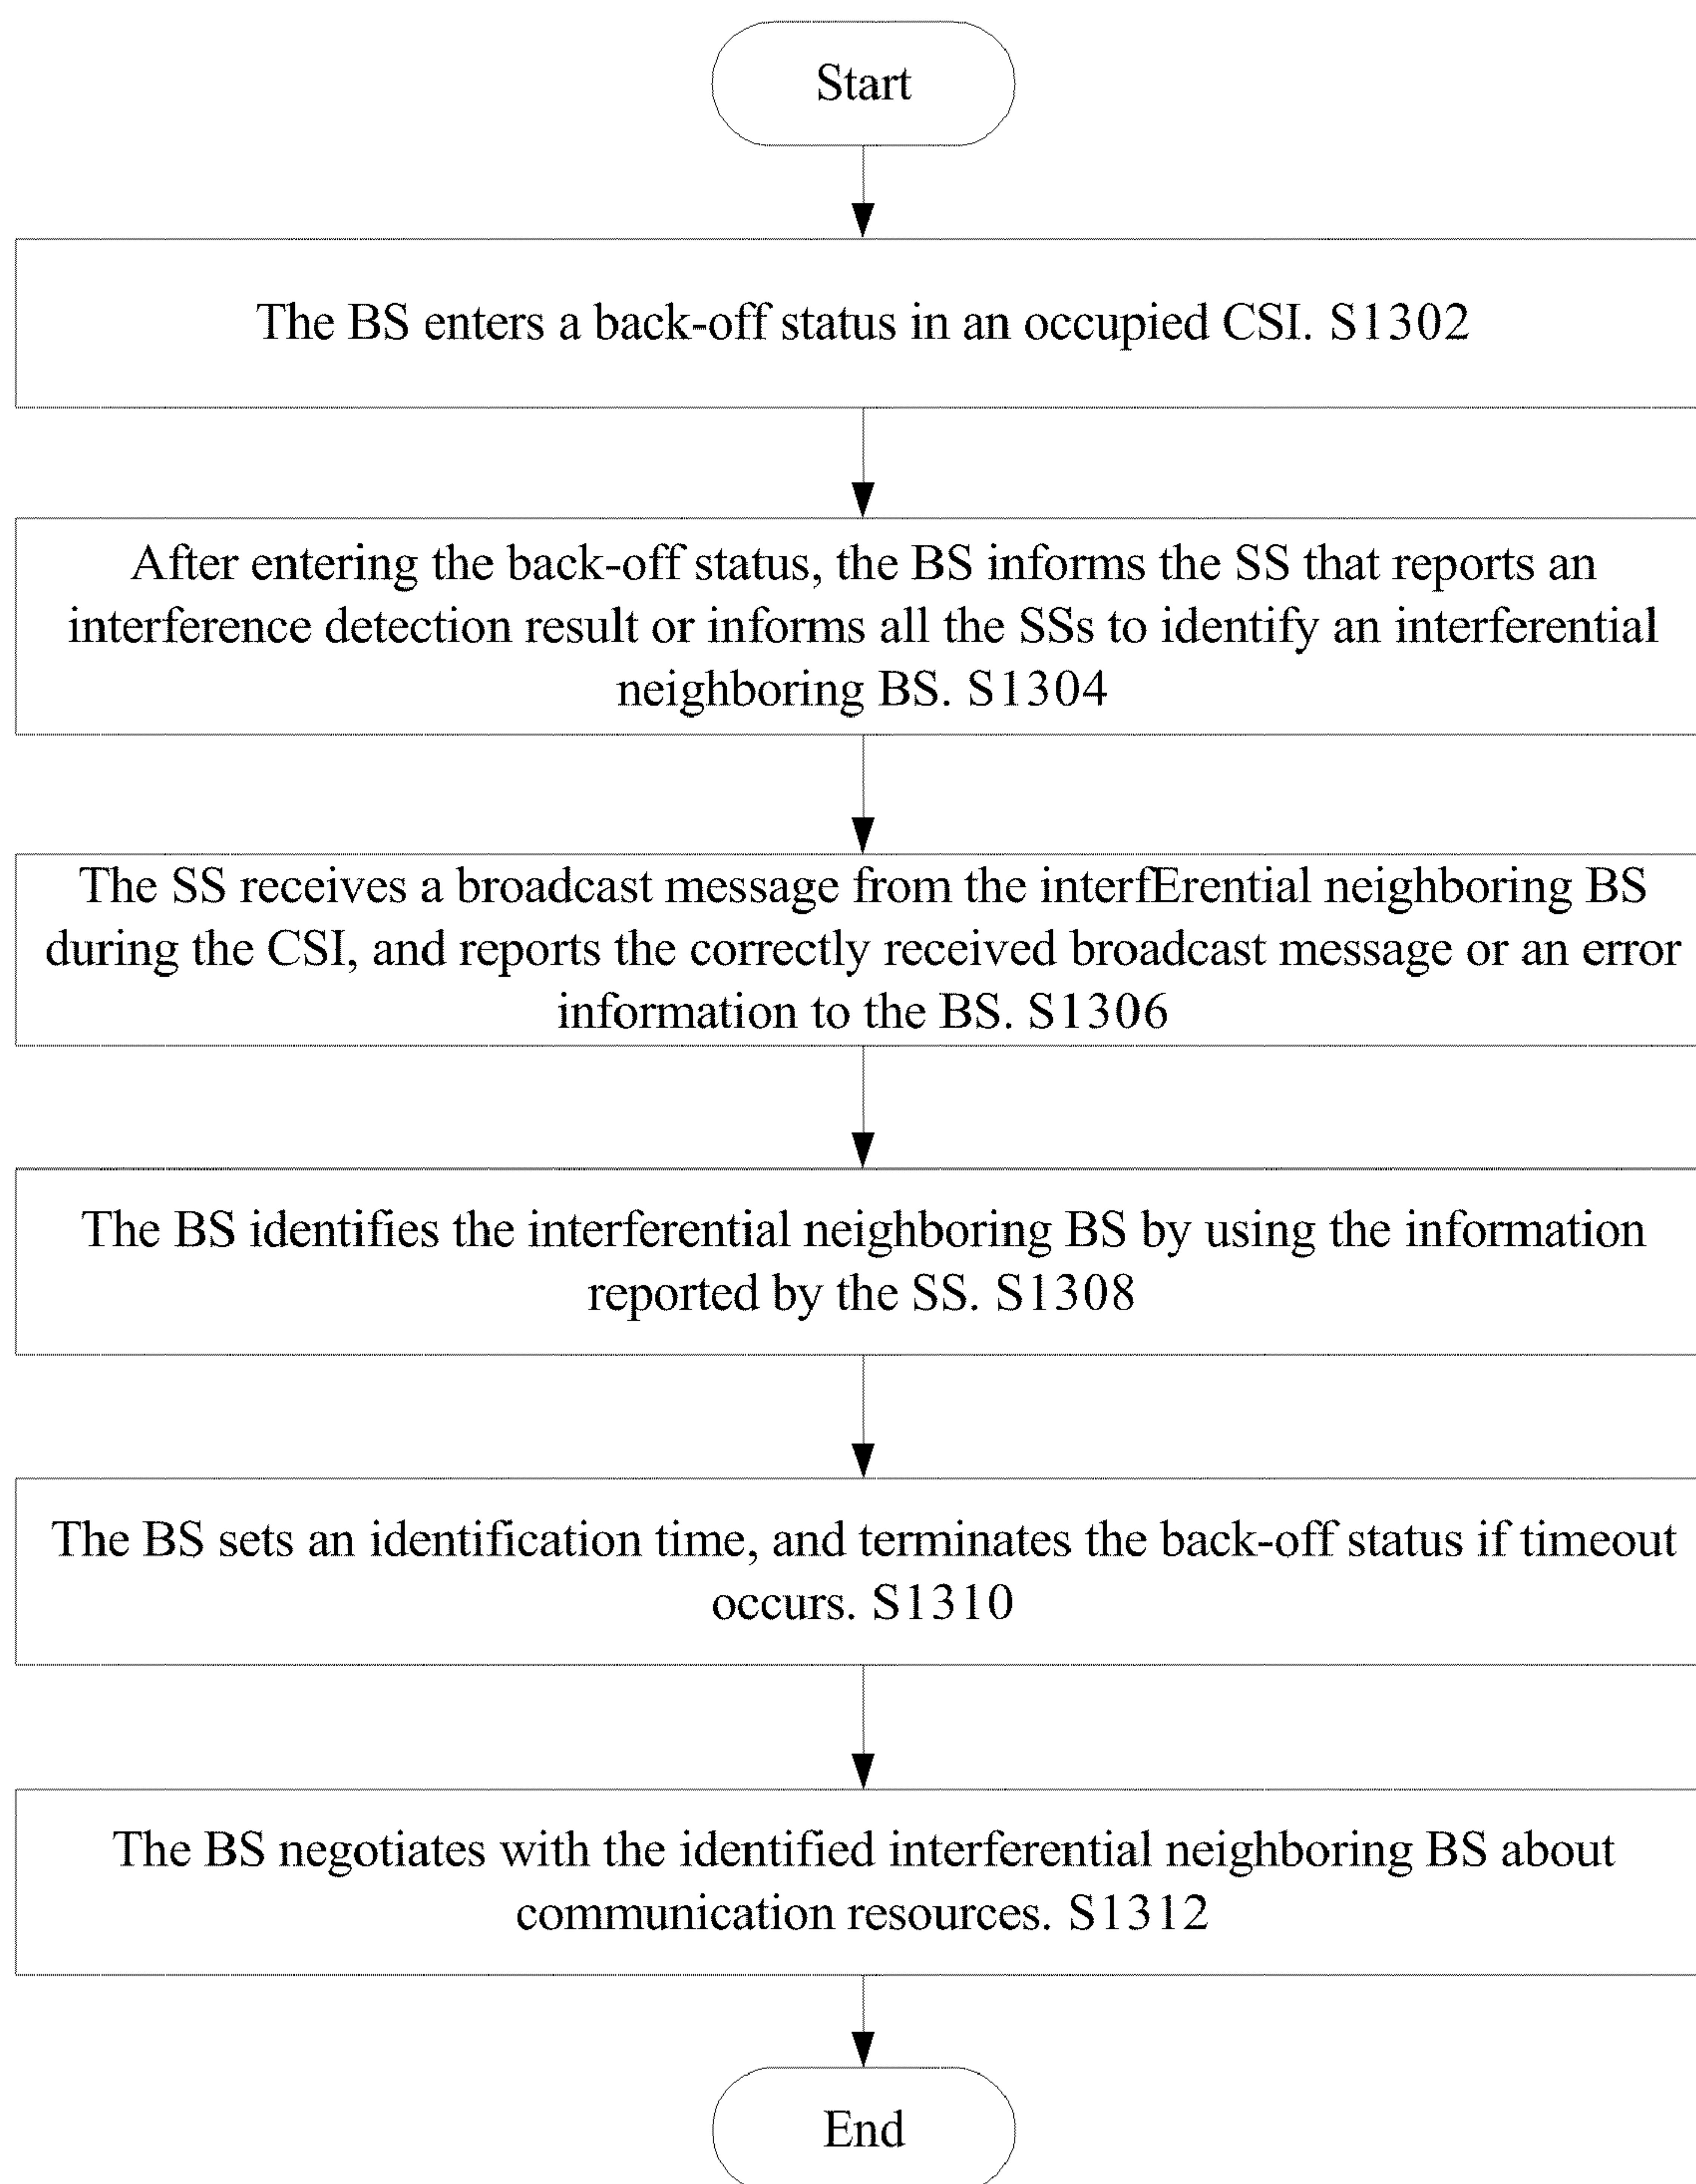 Start
The BS enters a back-off status in an occupied CSI. S1302
After entering the back-off status, the BS informs the SS that reports an
interference detection result or informs all the SSs to identify an interferential
neighboring BS. S1304
The SS receives a broadcast message from the interfErential neighboring BS
during the CSI, and reports the correctly received broadcast message or an error
information to the BS. S1306
The BS identifies the interferential neighboring BS by using the information
reported by the SS. S1308
The BS sets an identification time, and terminates the back-off status if timeout
occurs. S1310
The BS negotiates with the identified interferential neighboring BS about
communication resources. S1312
End